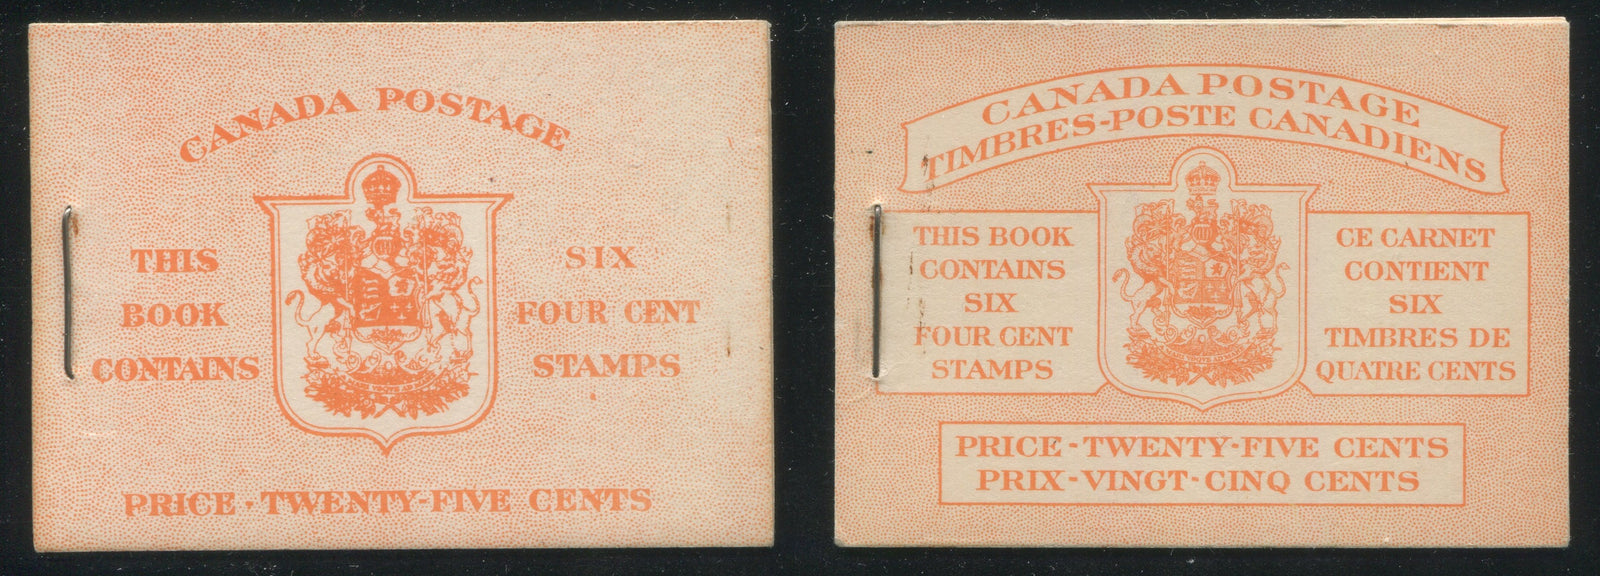 CANADA POSTAGE
THIS
BOOK
CONTAINS
SIX
FOUR CENT
STAMPS
PRICE · TWENTY-FIVE CENTS
CANADA POSTAGE
TIMBRES-POSTE CANADIENS
THIS BOOK
CONTAINS
SIX
FOUR CENT
STAMPS
CE CARNET
CONTIENT
SIX
TIMBRES DE
QUATRE CENTS
PRICE - TWENTY-FIVE CENTS
PRIX - VINGT - CINQ CENTS